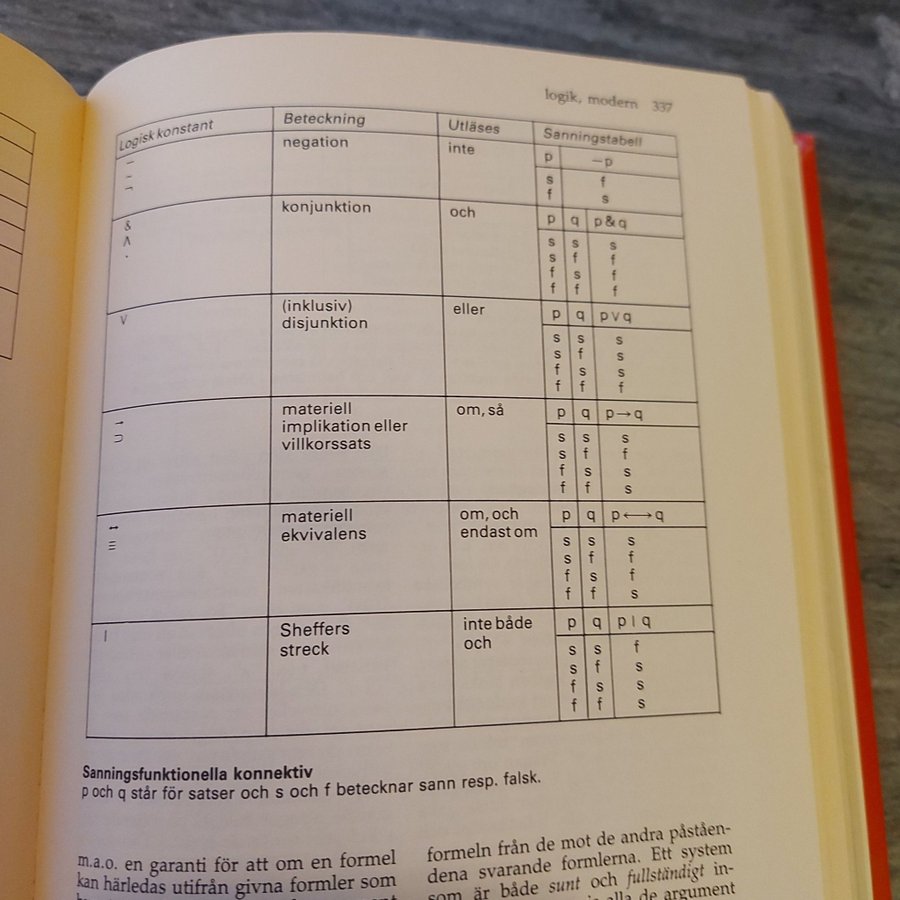 logik, modern 337
Logisk konstant Beteckning Utläses Sanningstabell
– negation inte p –p
~ s f
¬ f s
& konjunktion och p q p & q
∧ s s s
· s f f
f s f
f f f
∨ (inklusiv) eller p q p ∨ q
disjunktion s s s
s f s
f s s
f f f
→ materiell om, så p q p → q
⊃ implikation eller s s s
villkorssats s f f
f s s
f f s
↔ materiell om, och p q p ⟷ q
≡ ekvivalens endast om s s s
s f f
f s f
f f s
| Sheffers inte både p q p | q
streck och s s f
s f s
f s s
f f s
Sanningsfunktionella konnektiv
p och q står för satser och s och f betecknar sann resp. falsk.
m.a.o. en garanti för att om en formel
kan härledas utifrån givna formler som
formeln från de mot de andra påståen-
dena svarande formlerna. Ett system
som är både sunt och fullständigt in-
alla de argument